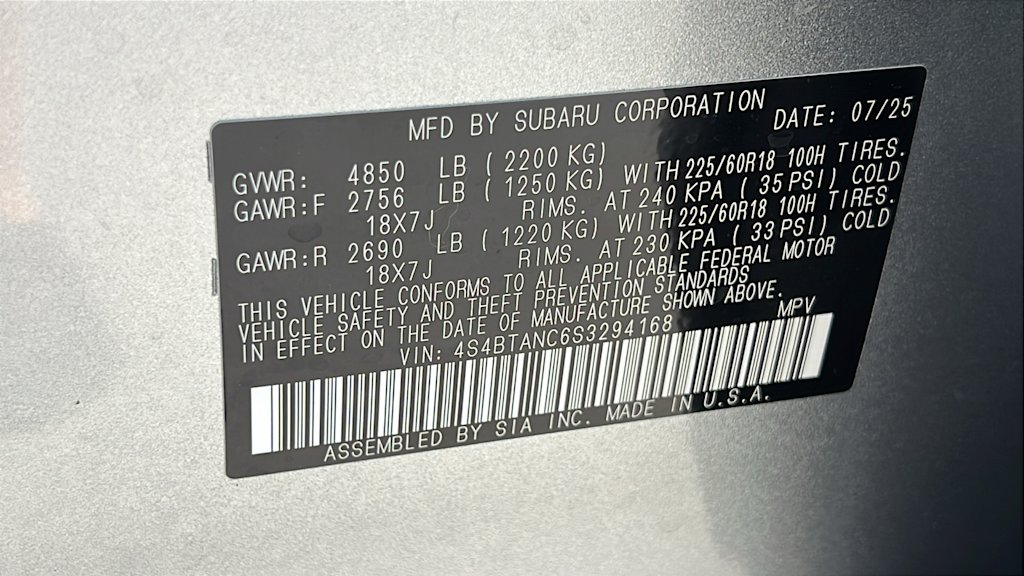 MFD BY SUBARU CORPORATION DATE: 07/25
GVWR: 4850 LB ( 2200 KG)
GAWR:F 2756 LB ( 1250 KG) WITH 225/60R18 100H TIRES.
18X7J RIMS. AT 240 KPA ( 35 PSI) COLD
GAWR:R 2690 LB ( 1220 KG) WITH 225/60R18 100H TIRES.
18X7J RIMS. AT 230 KPA ( 33 PSI) COLD
THIS VEHICLE CONFORMS TO ALL APPLICABLE FEDERAL MOTOR
VEHICLE SAFETY AND THEFT PREVENTION STANDARDS
IN EFFECT ON THE DATE OF MANUFACTURE SHOWN ABOVE.
VIN: 4S4BTANC6S3294168 MPV
ASSEMBLED BY SIA INC. MADE IN U.S.A.